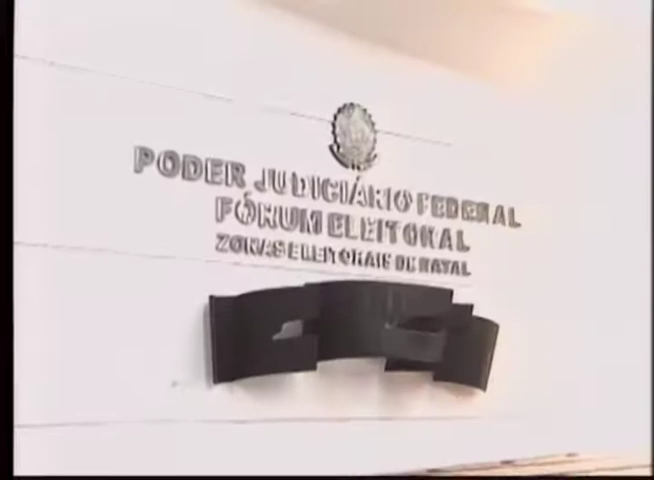 PODER JUDICIÁRIO FEDERAL
FÓRUM ELEITORAL
ZONAS ELEITORAIS DE NATAL